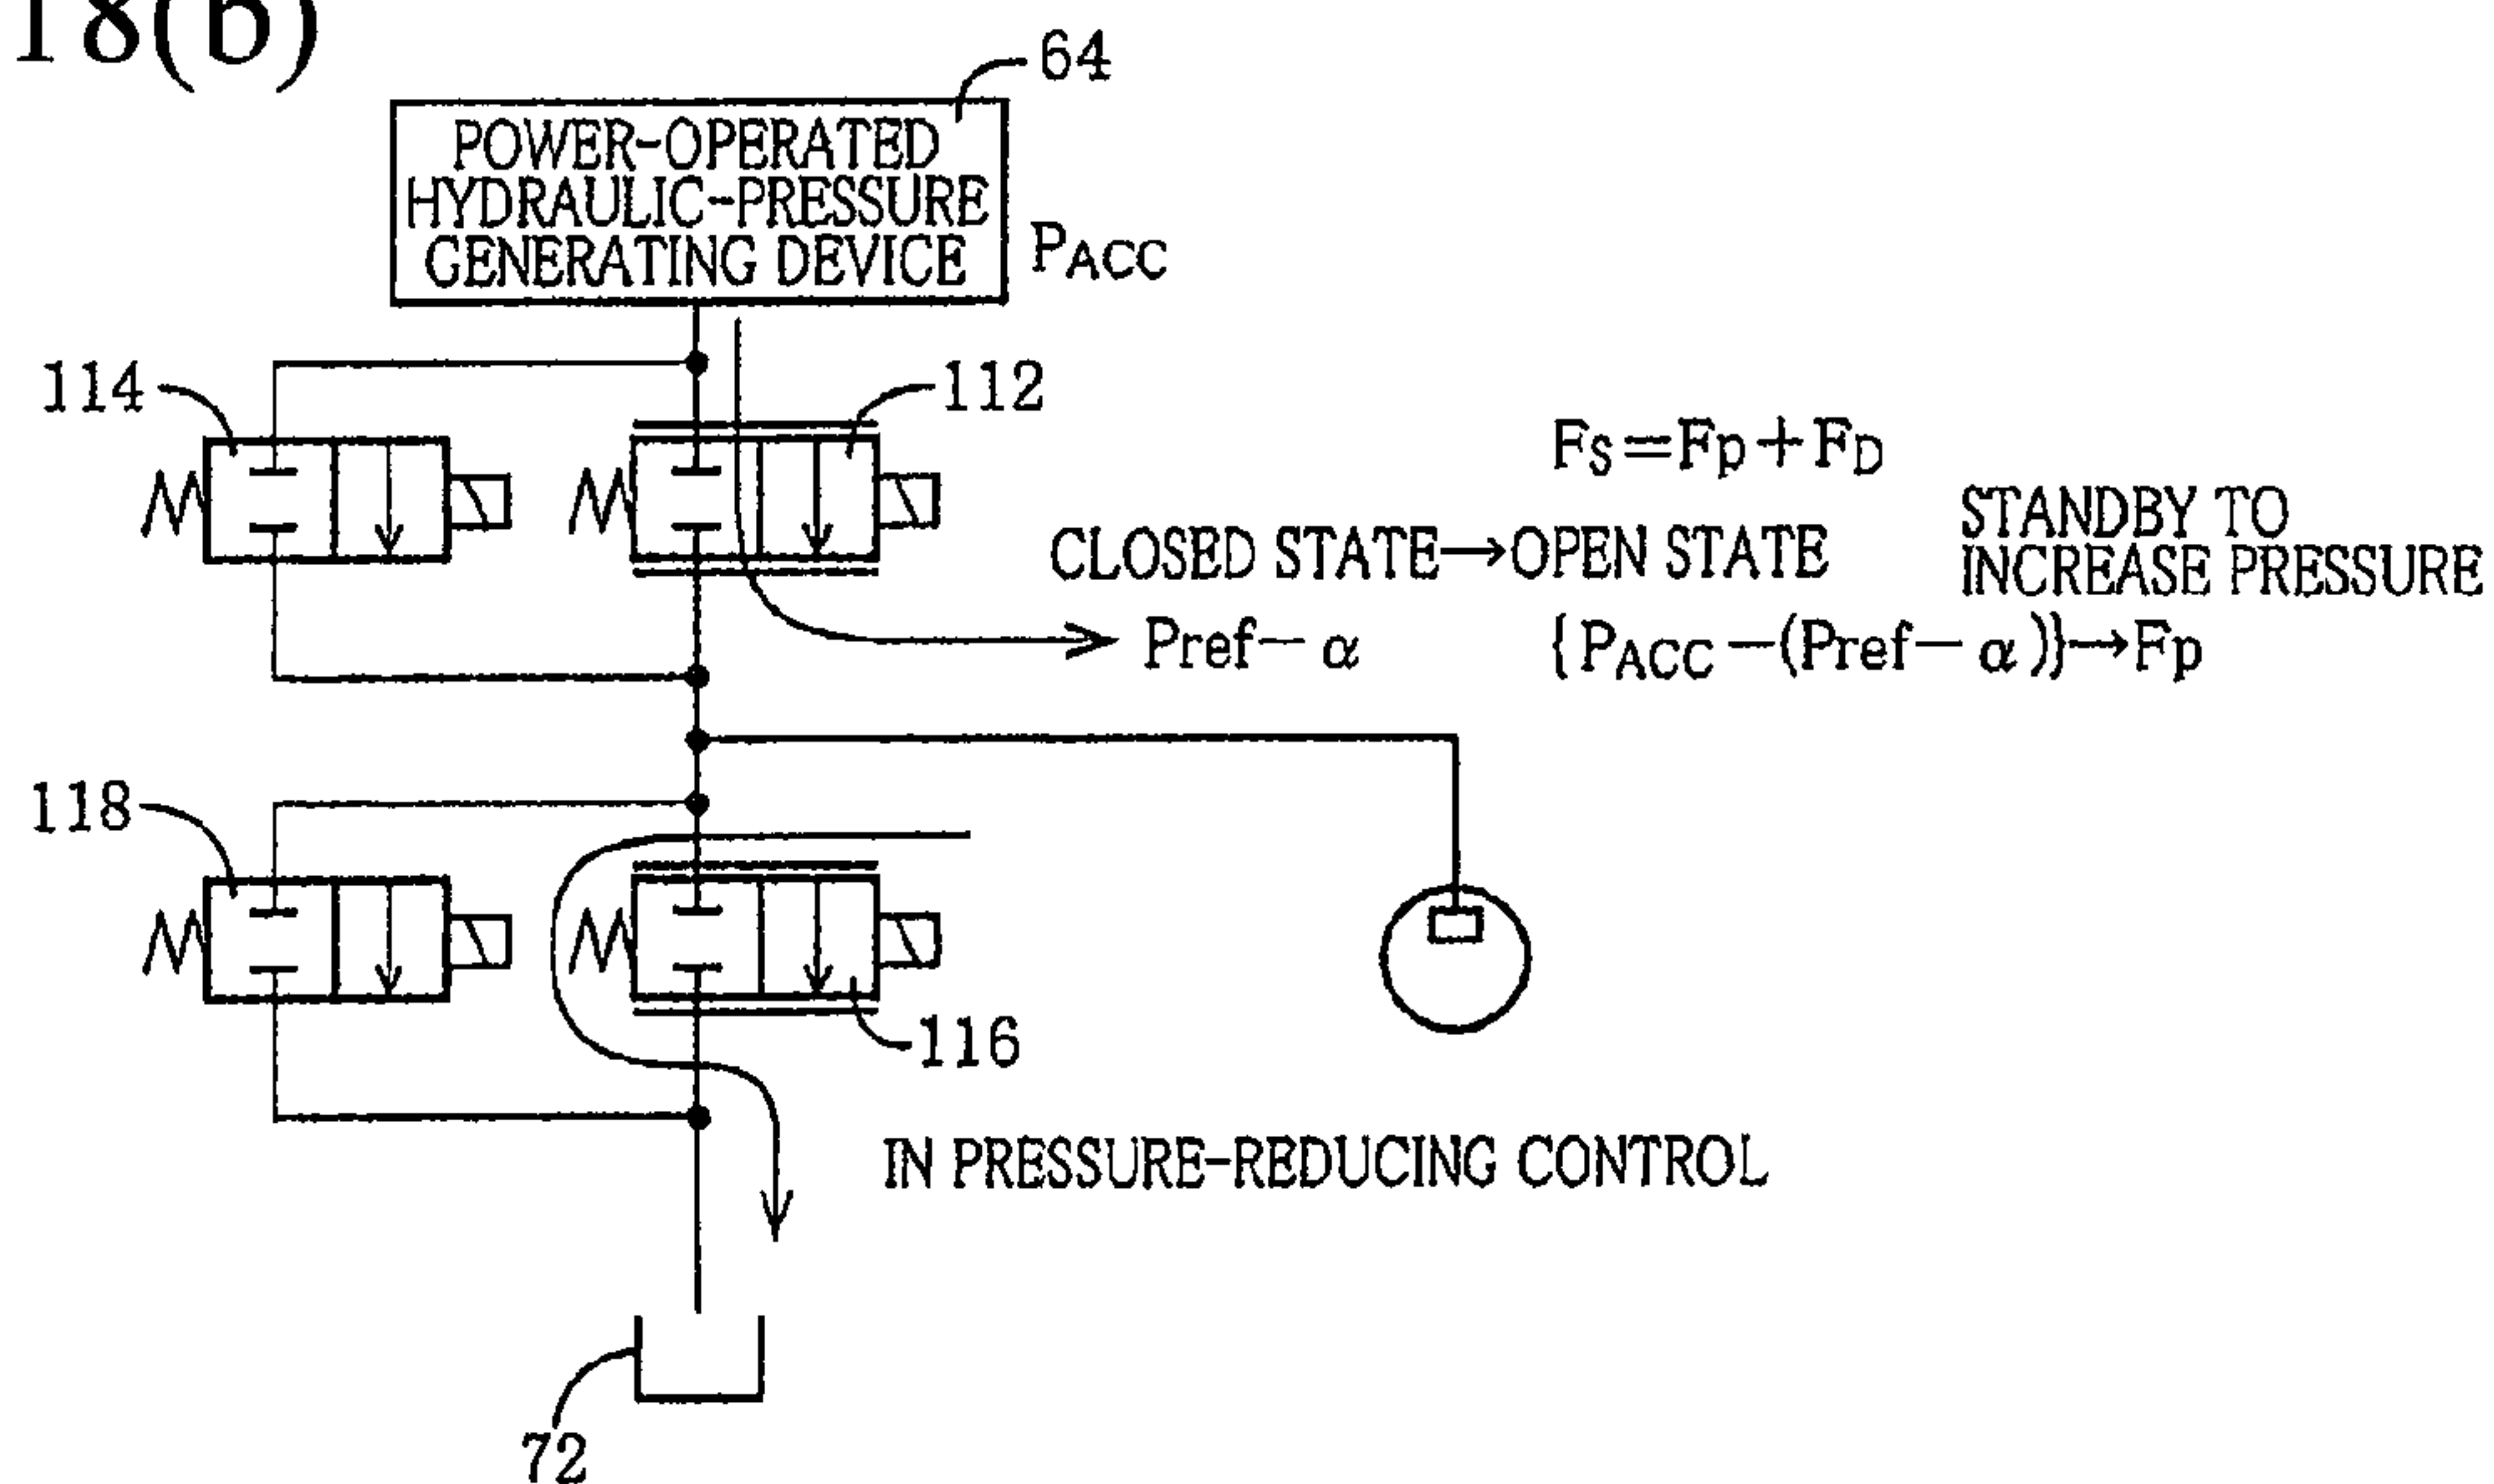 18(b)
64
POWER-OPERATED
HYDRAULIC-PRESSURE
GENERATING DEVICE
PACC
114
112
FS=Fp+FD
CLOSED STATE→OPEN STATE
STANDBY TO
INCREASE PRESSURE
Pref-α
{PACC-(Pref-α)}→Fp
118
116
IN PRESSURE-REDUCING CONTROL
72